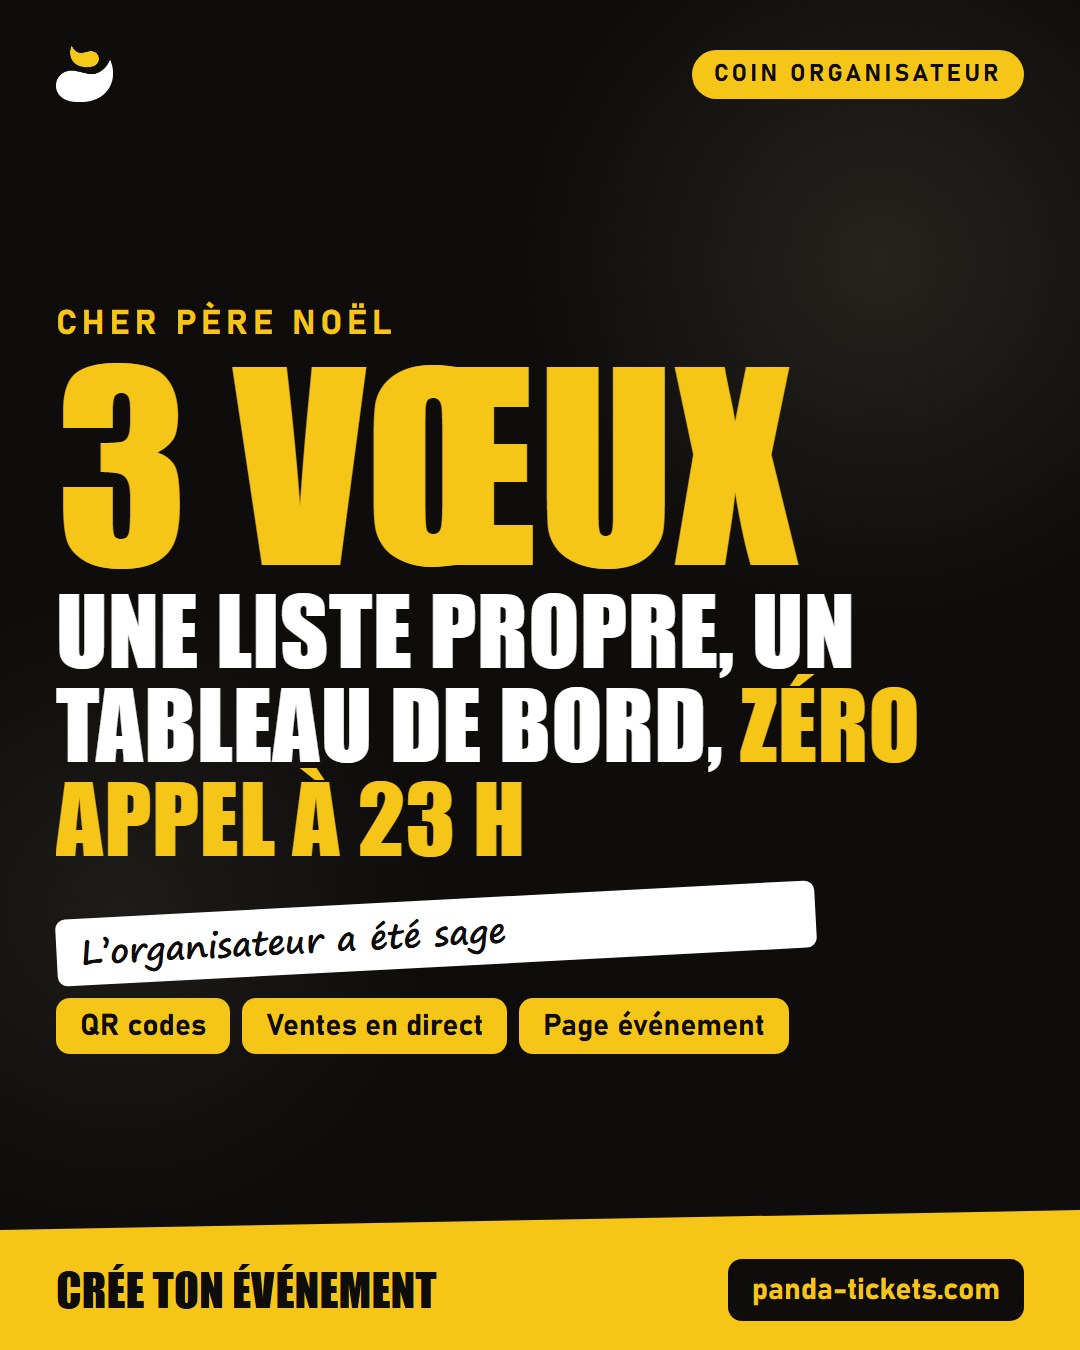 COIN ORGANISATEUR
CHER PÈRE NOËL
3 VŒUX
UNE LISTE PROPRE, UN
TABLEAU DE BORD, ZÉRO
APPEL À 23 H
L’organisateur a été sage
QR codes
Ventes en direct
Page événement
CRÉE TON ÉVÉNEMENT
panda-tickets.com